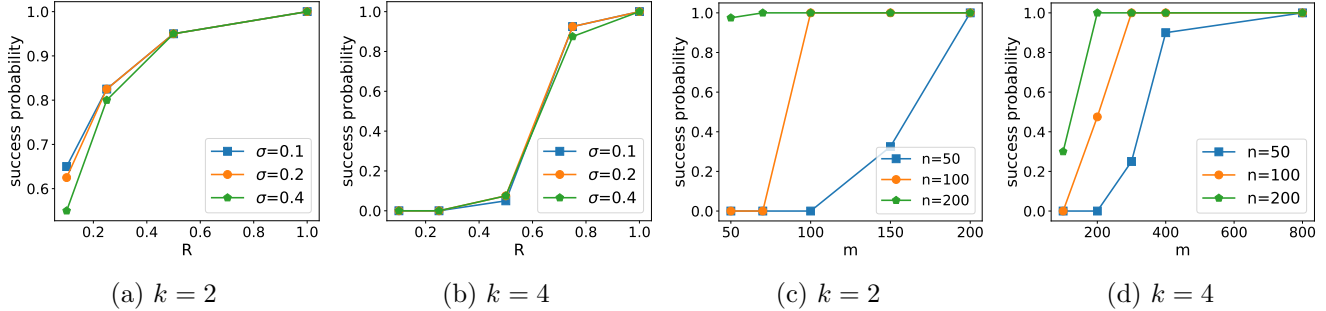 success probability
1.0
0.9
0.8
0.7
0.6
0.2
0.4
0.6
0.8
1.0
R
σ=0.1
σ=0.2
σ=0.4
(a) k = 2
success probability
1.0
0.8
0.6
0.4
0.2
0.0
0.2
0.4
0.6
0.8
1.0
R
σ=0.1
σ=0.2
σ=0.4
(b) k = 4
success probability
1.0
0.8
0.6
0.4
0.2
0.0
50
100
150
200
m
n=50
n=100
n=200
(c) k = 2
success probability
1.0
0.8
0.6
0.4
0.2
0.0
200
400
600
800
m
n=50
n=100
n=200
(d) k = 4